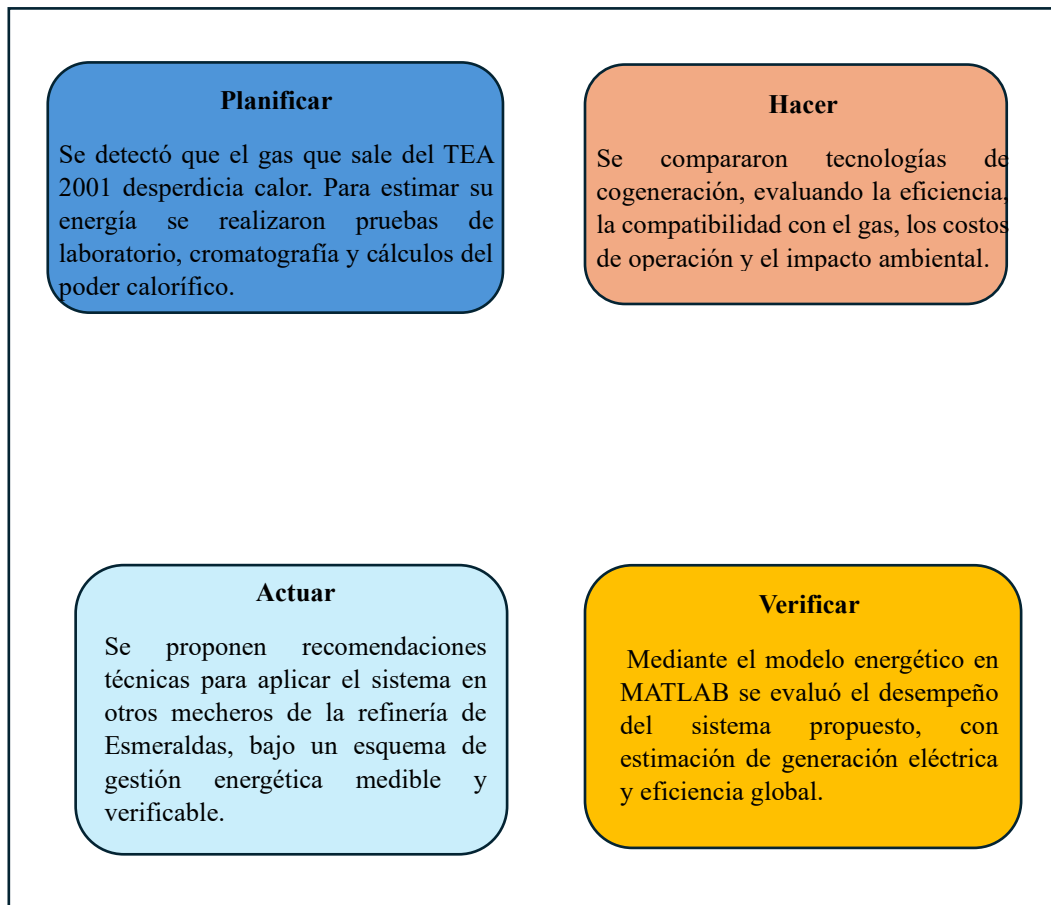 Planificar
Se detectó que el gas que sale del TEA
2001 desperdicia calor. Para estimar su
energía se realizaron pruebas de
laboratorio, cromatografía y cálculos del
poder calorífico.
Hacer
Se compararon tecnologías de
cogeneración, evaluando la eficiencia,
la compatibilidad con el gas, los costos
de operación y el impacto ambiental.
Actuar
Se proponen recomendaciones
técnicas para aplicar el sistema en
otros mecheros de la refinería de
Esmeraldas, bajo un esquema de
gestión energética medible y
verificable.
Verificar
Mediante el modelo energético en
MATLAB se evaluó el desempeño
del sistema propuesto, con
estimación de generación eléctrica
y eficiencia global.